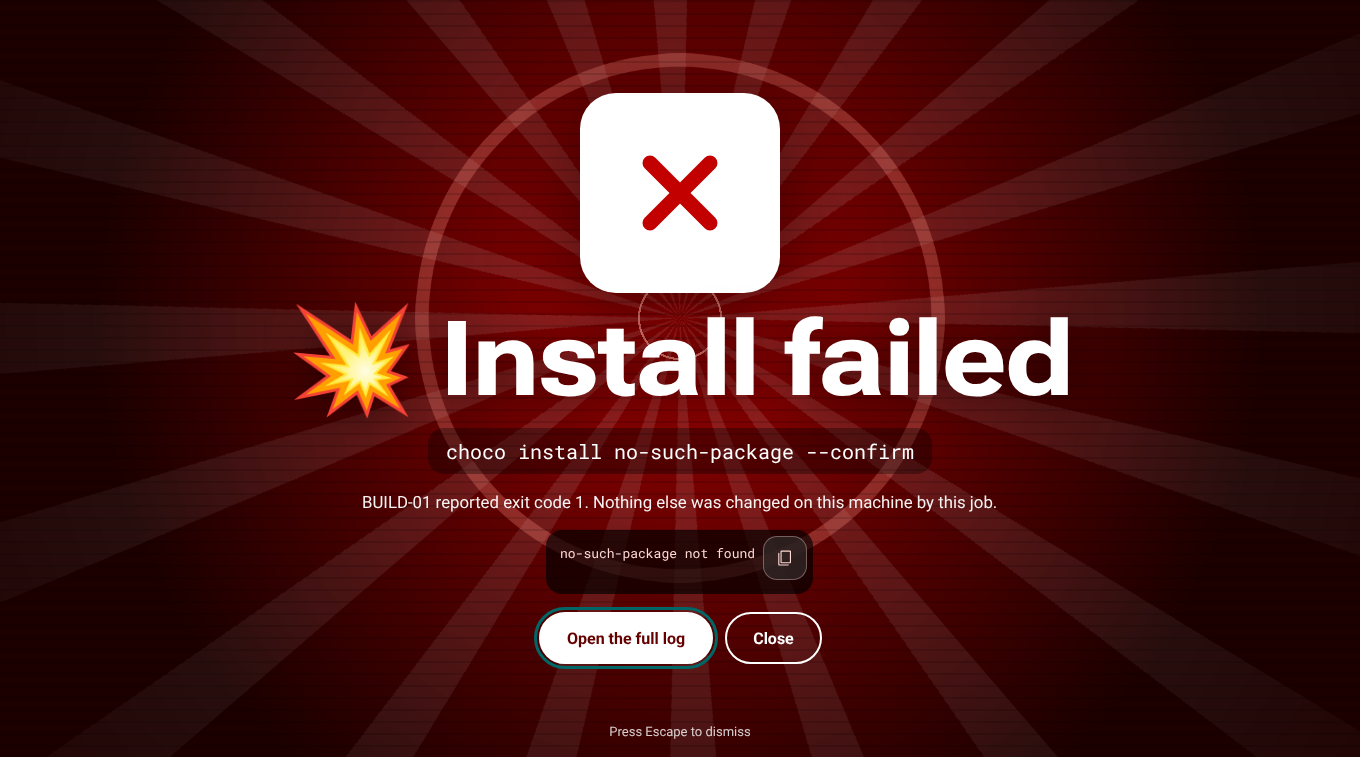 💥 Install failed
choco install no-such-package --confirm
BUILD-01 reported exit code 1. Nothing else was changed on this machine by this job.
no-such-package not found
Open the full log
Close
Press Escape to dismiss